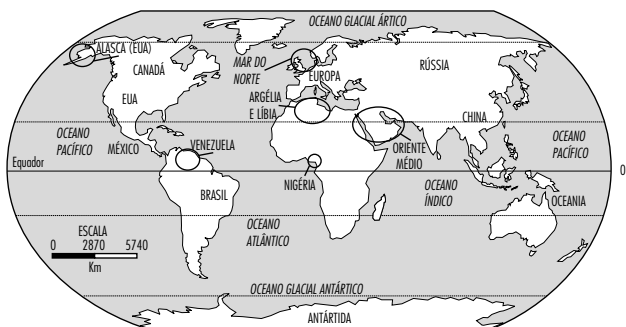 OCEANO GLACIAL ÁRTICO
ALASCA (EUA)
CANADÁ
MAR DO
NORTE
EUROPA
RÚSSIA
EUA
ARGÉLIA
E LÍBIA
CHINA
OCEANO
PACÍFICO
MÉXICO
VENEZUELA
ORIENTE
MÉDIO
OCEANO
PACÍFICO
Equador
0
NIGÉRIA
BRASIL
OCEANO
ÍNDICO
OCEANIA
OCEANO
ATLÂNTICO
ESCALA
0 2870 5740
Km
OCEANO GLACIAL ANTÁRTICO
ANTÁRTIDA